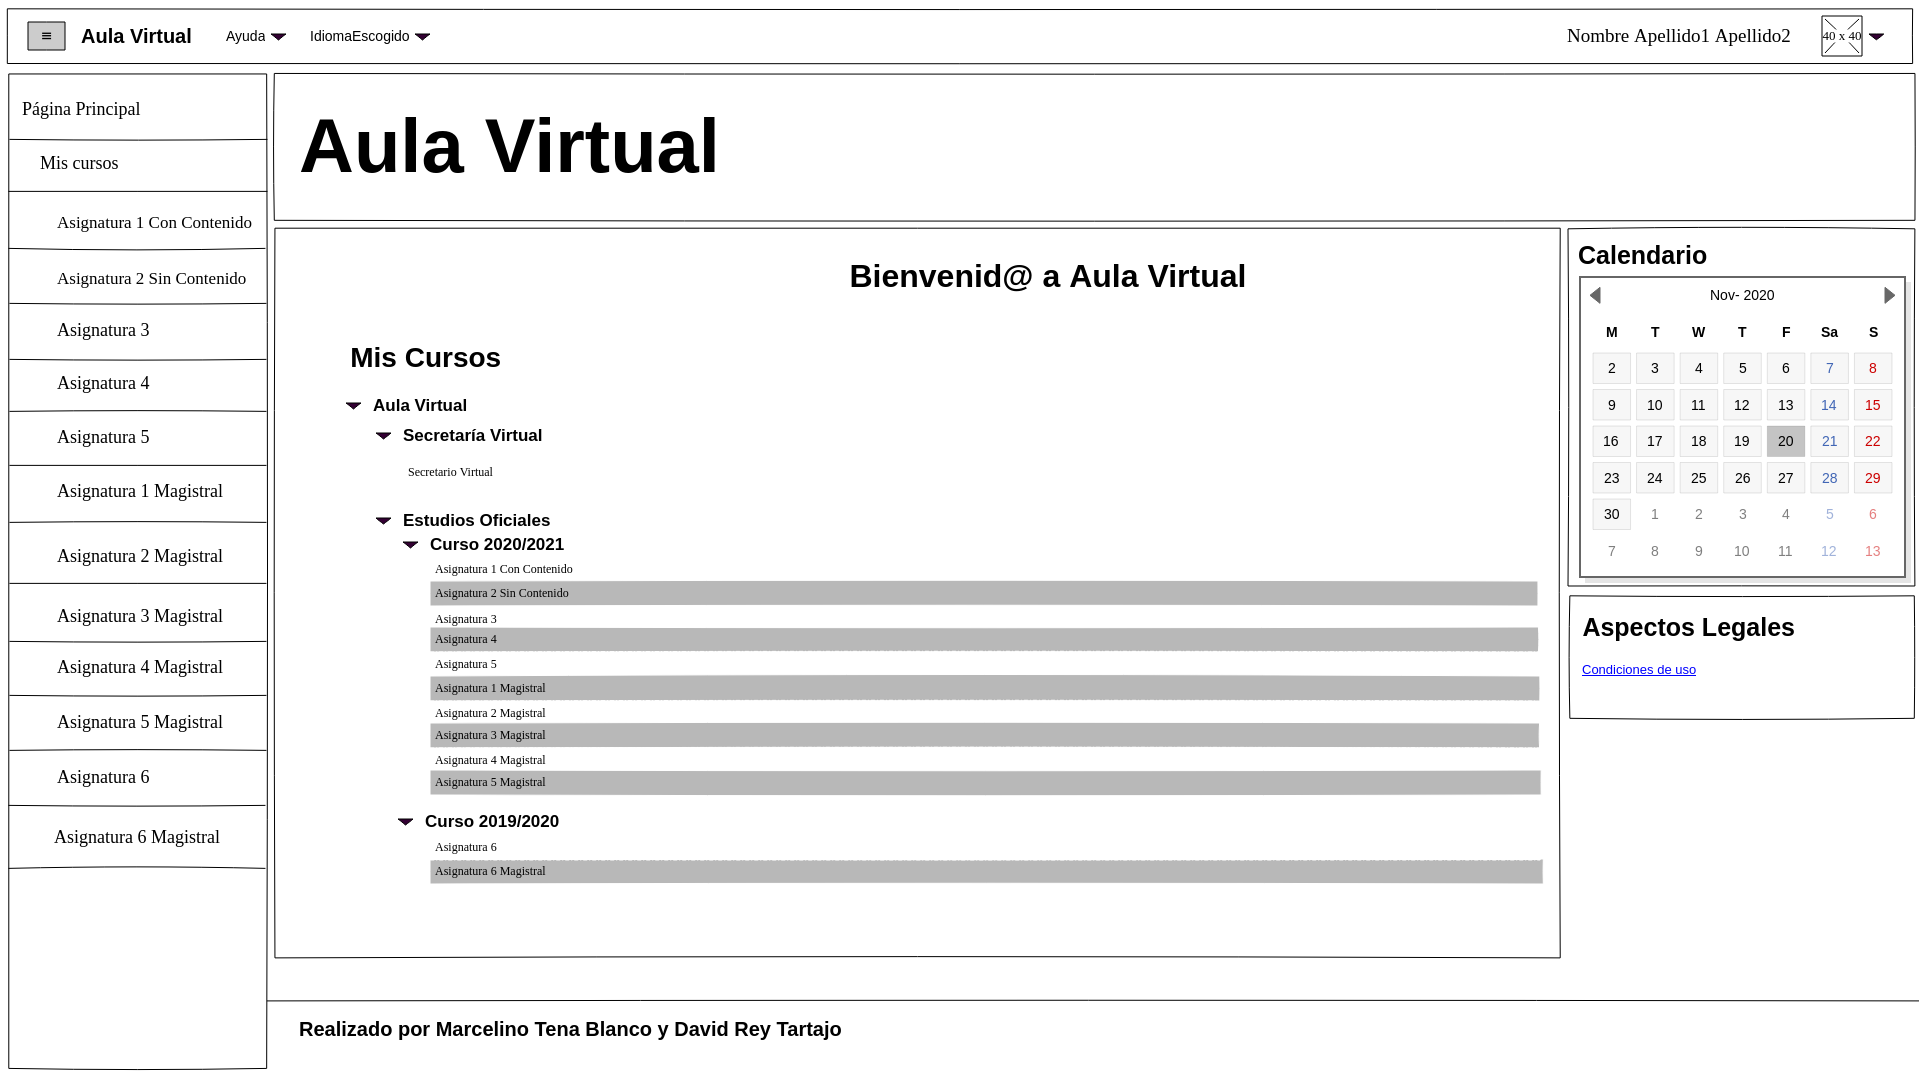 ≡ Aula Virtual Ayuda IdiomaEscogido Nombre Apellido1 Apellido2 40 x 40
Página Principal
Mis cursos
Asignatura 1 Con Contenido
Asignatura 2 Sin Contenido
Asignatura 3
Asignatura 4
Asignatura 5
Asignatura 1 Magistral
Asignatura 2 Magistral
Asignatura 3 Magistral
Asignatura 4 Magistral
Asignatura 5 Magistral
Asignatura 6
Asignatura 6 Magistral
Aula Virtual
Bienvenid@ a Aula Virtual
Mis Cursos
Aula Virtual
Secretaría Virtual
Secretario Virtual
Estudios Oficiales
Curso 2020/2021
Asignatura 1 Con Contenido
Asignatura 2 Sin Contenido
Asignatura 3
Asignatura 4
Asignatura 5
Asignatura 1 Magistral
Asignatura 2 Magistral
Asignatura 3 Magistral
Asignatura 4 Magistral
Asignatura 5 Magistral
Curso 2019/2020
Asignatura 6
Asignatura 6 Magistral
Calendario
Nov- 2020
M T W T F Sa S
2 3 4 5 6 7 8
9 10 11 12 13 14 15
16 17 18 19 20 21 22
23 24 25 26 27 28 29
30 1 2 3 4 5 6
7 8 9 10 11 12 13
Aspectos Legales
Condiciones de uso
Realizado por Marcelino Tena Blanco y David Rey Tartajo